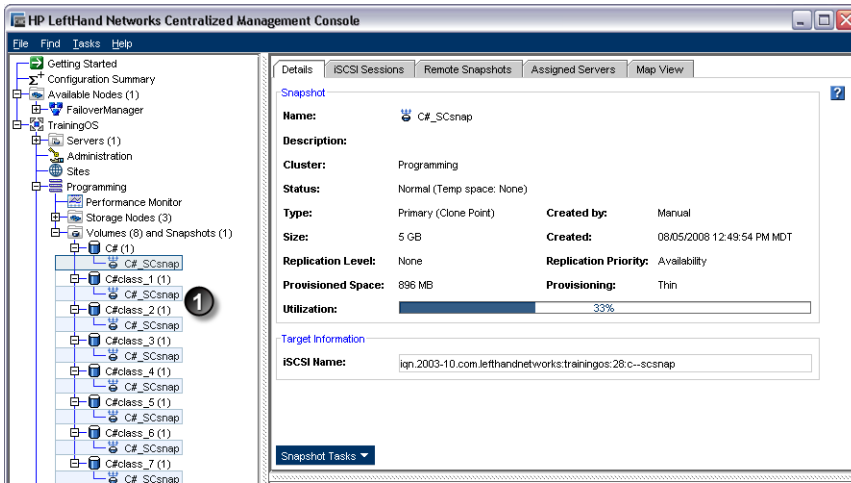 HP LeftHand Networks Centralized Management Console
File Find Tasks Help
Getting Started
Configuration Summary
Available Nodes (1)
FailoverManager
TrainingOS
Servers (1)
Administration
Sites
Programming
Performance Monitor
Storage Nodes (3)
Volumes (8) and Snapshots (1)
C# (1)
C#_SCsnap
C#class_1 (1)
C#_SCsnap
1
C#class_2 (1)
C#_SCsnap
C#class_3 (1)
C#_SCsnap
C#class_4 (1)
C#_SCsnap
C#class_5 (1)
C#_SCsnap
C#class_6 (1)
C#_SCsnap
C#class_7 (1)
C#_SCsnap
Details iSCSI Sessions Remote Snapshots Assigned Servers Map View
Snapshot
?
Name: C#_SCsnap
Description:
Cluster: Programming
Status: Normal (Temp space: None)
Type: Primary (Clone Point) Created by: Manual
Size: 5 GB Created: 08/05/2008 12:49:54 PM MDT
Replication Level: None Replication Priority: Availability
Provisioned Space: 896 MB Provisioning: Thin
Utilization: 33%
Target Information
iSCSI Name: iqn.2003-10.com.lefthandnetworks:trainingos:28:c--scsnap
Snapshot Tasks